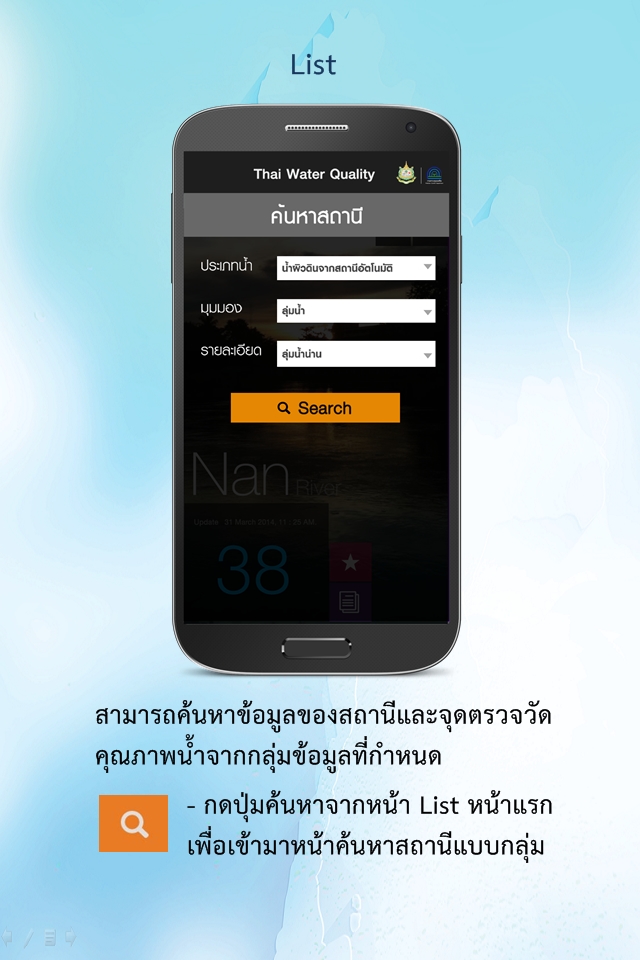 List
Thai Water Quality
ค้นหาสถานี
ประเภทน้ำ
น้ำผิวดินจากสถานีอัตโนมัติ
มุมมอง
ลุ่มน้ำ
รายละเอียด
ลุ่มน้ำน่าน
Search
Nan River
38
สามารถค้นหาข้อมูลของสถานีและจุดตรวจวัด
คุณภาพน้ำจากกลุ่มข้อมูลที่กำหนด
- กดปุ่มค้นหาจากหน้า List หน้าแรก
เพื่อเข้ามาหน้าค้นหาสถานีแบบกลุ่ม